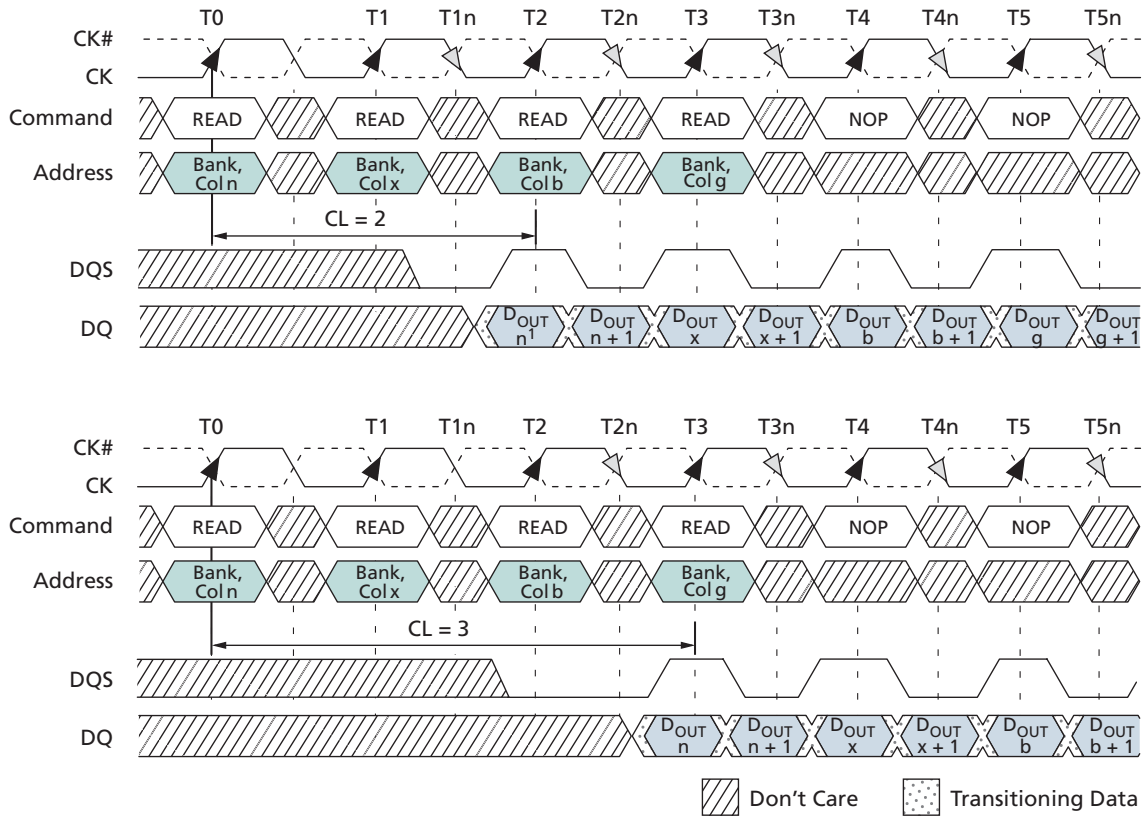 T0 T1 T1n T2 T2n T3 T3n T4 T4n T5 T5n
CK#
CK
Command READ READ READ READ NOP NOP
Address Bank, Bank, Bank, Bank,
Col n Col x Col b Col g
CL = 2
DQS
DQ DOUT DOUT DOUT DOUT DOUT DOUT DOUT DOUT
n1 n + 1 x x + 1 b b + 1 g g + 1
T0 T1 T1n T2 T2n T3 T3n T4 T4n T5 T5n
CK#
CK
Command READ READ READ READ NOP NOP
Address Bank, Bank, Bank, Bank,
Col n Col x Col b Col g
CL = 3
DQS
DQ DOUT DOUT DOUT DOUT DOUT DOUT
n n + 1 x x + 1 b b + 1
Don't Care Transitioning Data